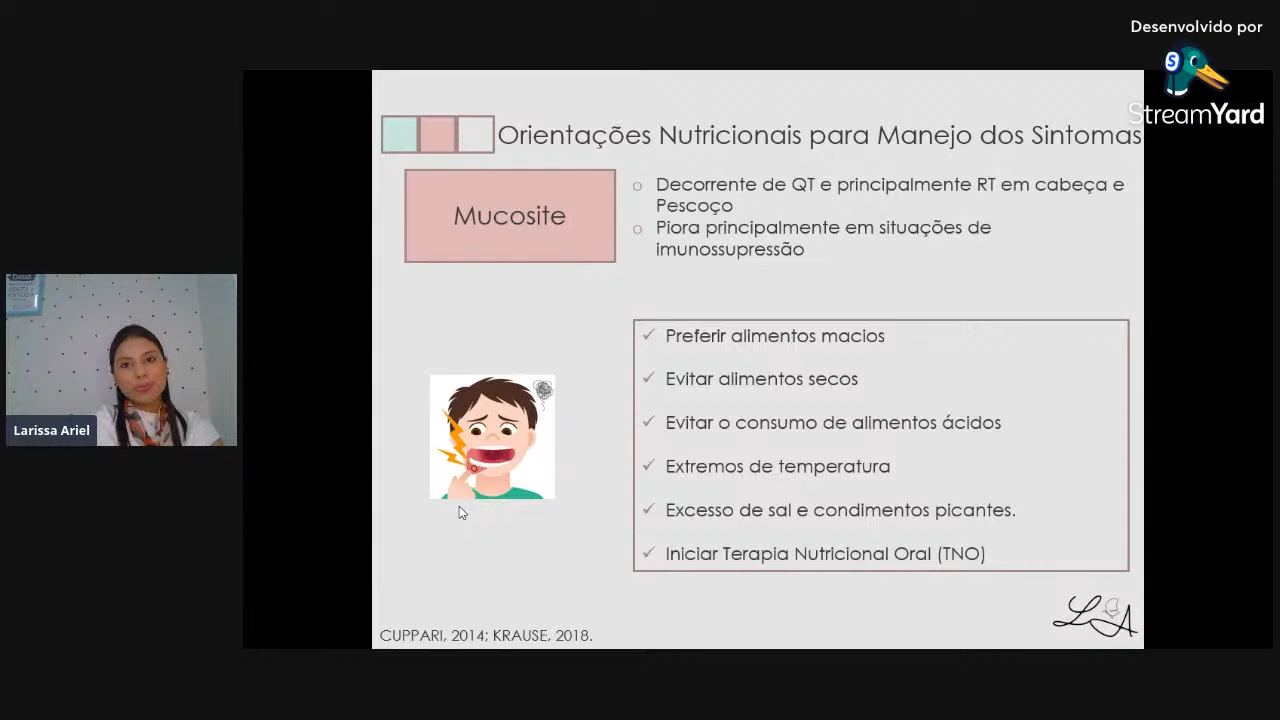 Desenvolvido por
StreamYard
Orientações Nutricionais para Manejo dos Sintomas
Mucosite
o Decorrente de QT e principalmente RT em cabeça e
Pescoço
o Piora principalmente em situações de
imunossupressão
✓ Preferir alimentos macios
✓ Evitar alimentos secos
✓ Evitar o consumo de alimentos ácidos
✓ Extremos de temperatura
✓ Excesso de sal e condimentos picantes.
✓ Iniciar Terapia Nutricional Oral (TNO)
Larissa Ariel
LA
CUPPARI, 2014; KRAUSE, 2018.